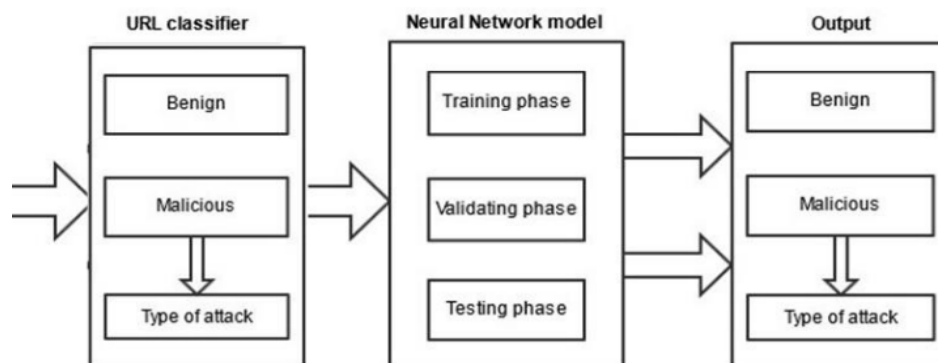 URL classifier
Benign
Malicious
Type of attack
Neural Network model
Training phase
Validating phase
Testing phase
Output
Benign
Malicious
Type of attack